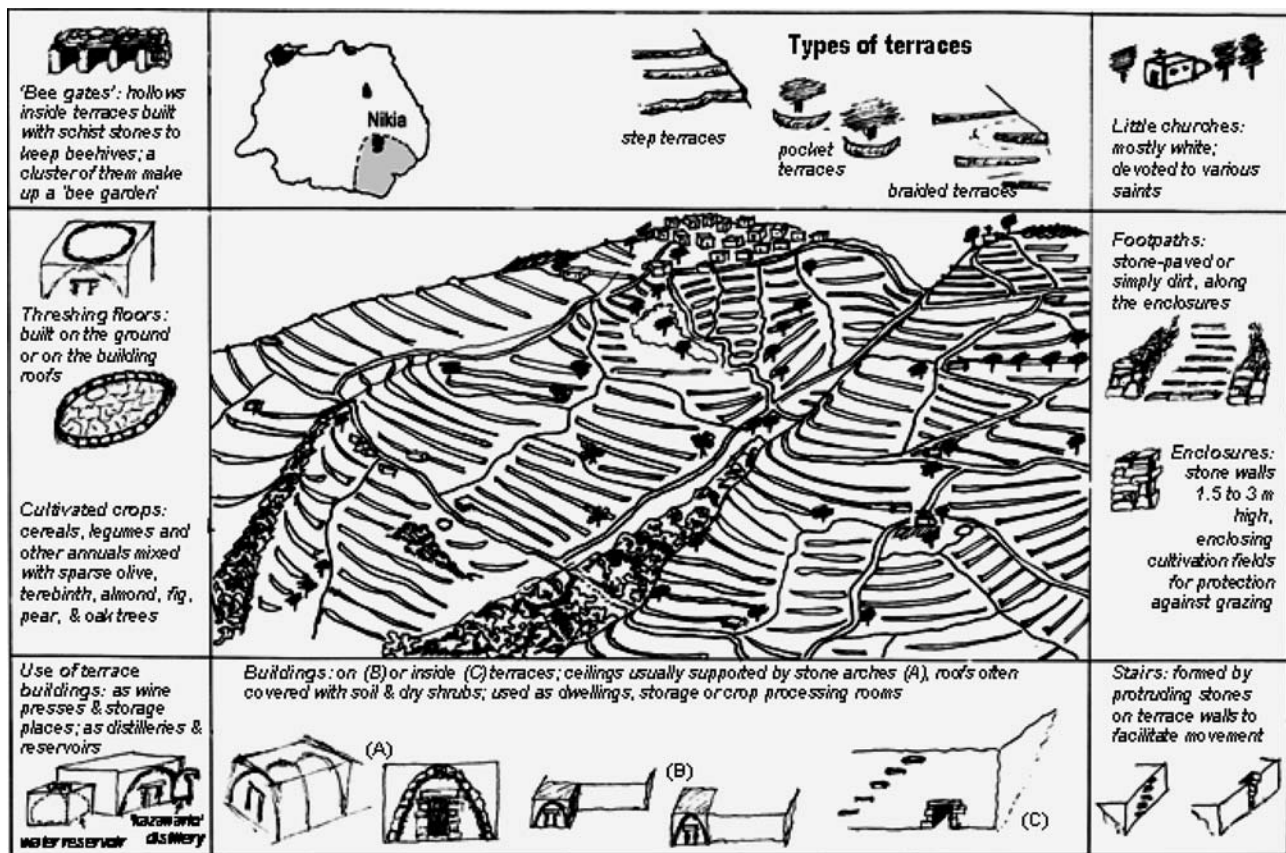 'Bee gates': hollows
inside terraces built
with schist stones to
keep beehives; a
cluster of them make
up a 'bee garden'
Nikia
Types of terraces
step terraces
pocket
terraces
braided terraces
Little churches:
mostly white;
devoted to various
saints
Threshing floors:
built on the ground
or on the building
roofs
Cultivated crops:
cereals, legumes and
other annuals mixed
with sparse olive,
terebinth, almond, fig,
pear, & oak trees
Footpaths:
stone-paved or
simply dirt, along
the enclosures
Enclosures:
stone walls
1.5 to 3 m
high,
enclosing
cultivation fields
for protection
against grazing
Use of terrace
buildings: as wine
presses & storage
places; as distilleries &
reservoirs
water reservoir
distillery
Buildings: on (B) or inside (C) terraces; ceilings usually supported by stone arches (A), roofs often
covered with soil & dry shrubs; used as dwellings, storage or crop processing rooms
(A)
(B)
(C)
Stairs: formed by
protruding stones
on terrace walls to
facilitate movement